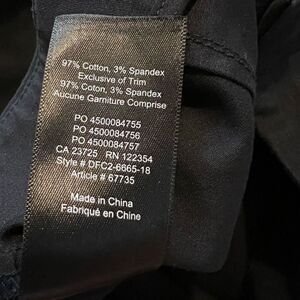 97% Cotton, 3% Spandex
Exclusive of Trim
97% Coton, 3% Spandex
Aucune Garniture Comprise
PO 4500084755
PO 4500084756
PO 4500084757
CA 23725 RN 122354
Style # DFC2-6665-18
Article # 67735
Made in China
Fabriqué en Chine